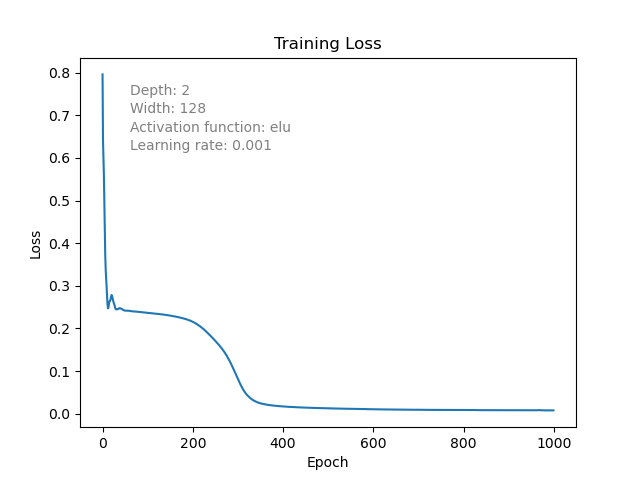 Training Loss
Depth: 2
Width: 128
Activation function: elu
Learning rate: 0.001
0.8
0.7
0.6
0.5
0.4
0.3
0.2
0.1
0.0
Loss
0 200 400 600 800 1000
Epoch